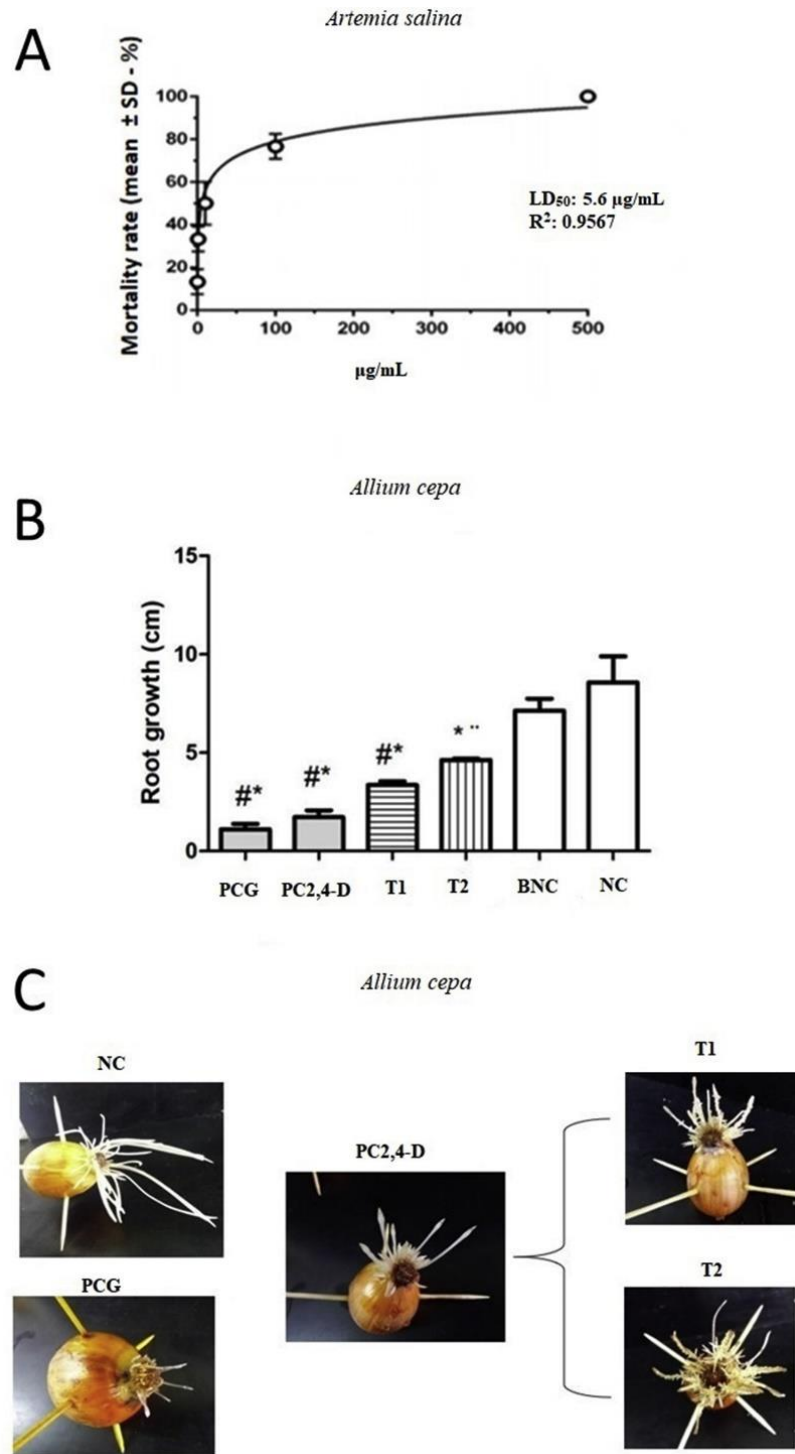 Artemia salina
A
Mortality rate (mean ± SD - %)
100
80
60
40
20
0
0 100 200 300 400 500
µg/mL
LD50: 5.6 µg/mL
R2: 0.9567
Allium cepa
B
Root growth (cm)
15
10
5
0
#*
#*
#*
* ¨
PCG PC2,4-D T1 T2 BNC NC
C
Allium cepa
NC
PCG
PC2,4-D
T1
T2